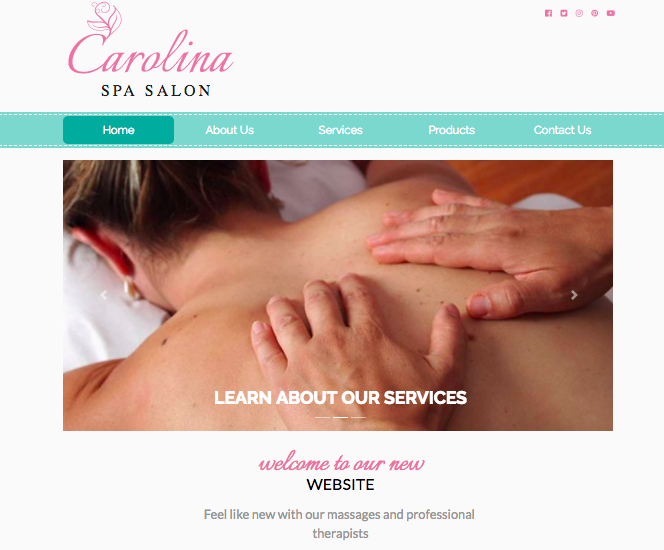 Carolina
SPA SALON
Home About Us Services Products Contact Us
LEARN ABOUT OUR SERVICES
welcome to our new
WEBSITE
Feel like new with our massages and professional
therapists